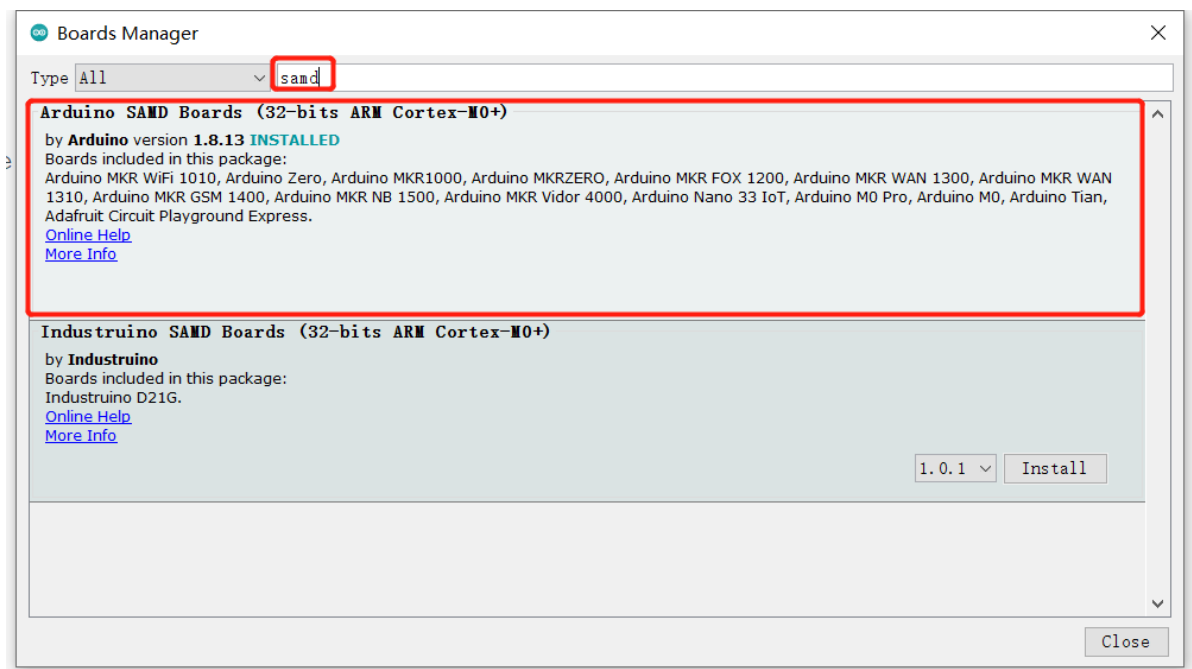 Boards Manager
Type All samd
Arduino SAMD Boards (32-bits ARM Cortex-M0+)
by Arduino version 1.8.13 INSTALLED
Boards included in this package:
Arduino MKR WiFi 1010, Arduino Zero, Arduino MKR1000, Arduino MKRZERO, Arduino MKR FOX 1200, Arduino MKR WAN 1300, Arduino MKR WAN
1310, Arduino MKR GSM 1400, Arduino MKR NB 1500, Arduino MKR Vidor 4000, Arduino Nano 33 IoT, Arduino M0 Pro, Arduino M0, Arduino Tian,
Adafruit Circuit Playground Express.
Online Help
More Info
Industruino SAMD Boards (32-bits ARM Cortex-M0+)
by Industruino
Boards included in this package:
Industruino D21G.
Online Help
More Info
1.0.1 Install
Close